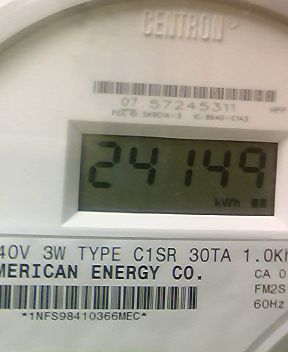 CENTRON
07 57245311
24149
kWh
40V 3W TYPE C1SR 30TA 1.0Kh
MERICAN ENERGY CO.
CA 0
FM2S
60Hz
*1NFS98410366MEC*